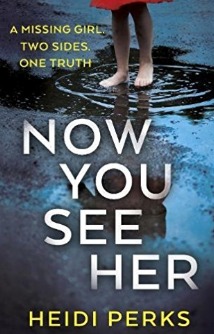 A MISSING GIRL.
TWO SIDES.
ONE TRUTH
NOW
YOU
SEE
HER
HEIDI PERKS